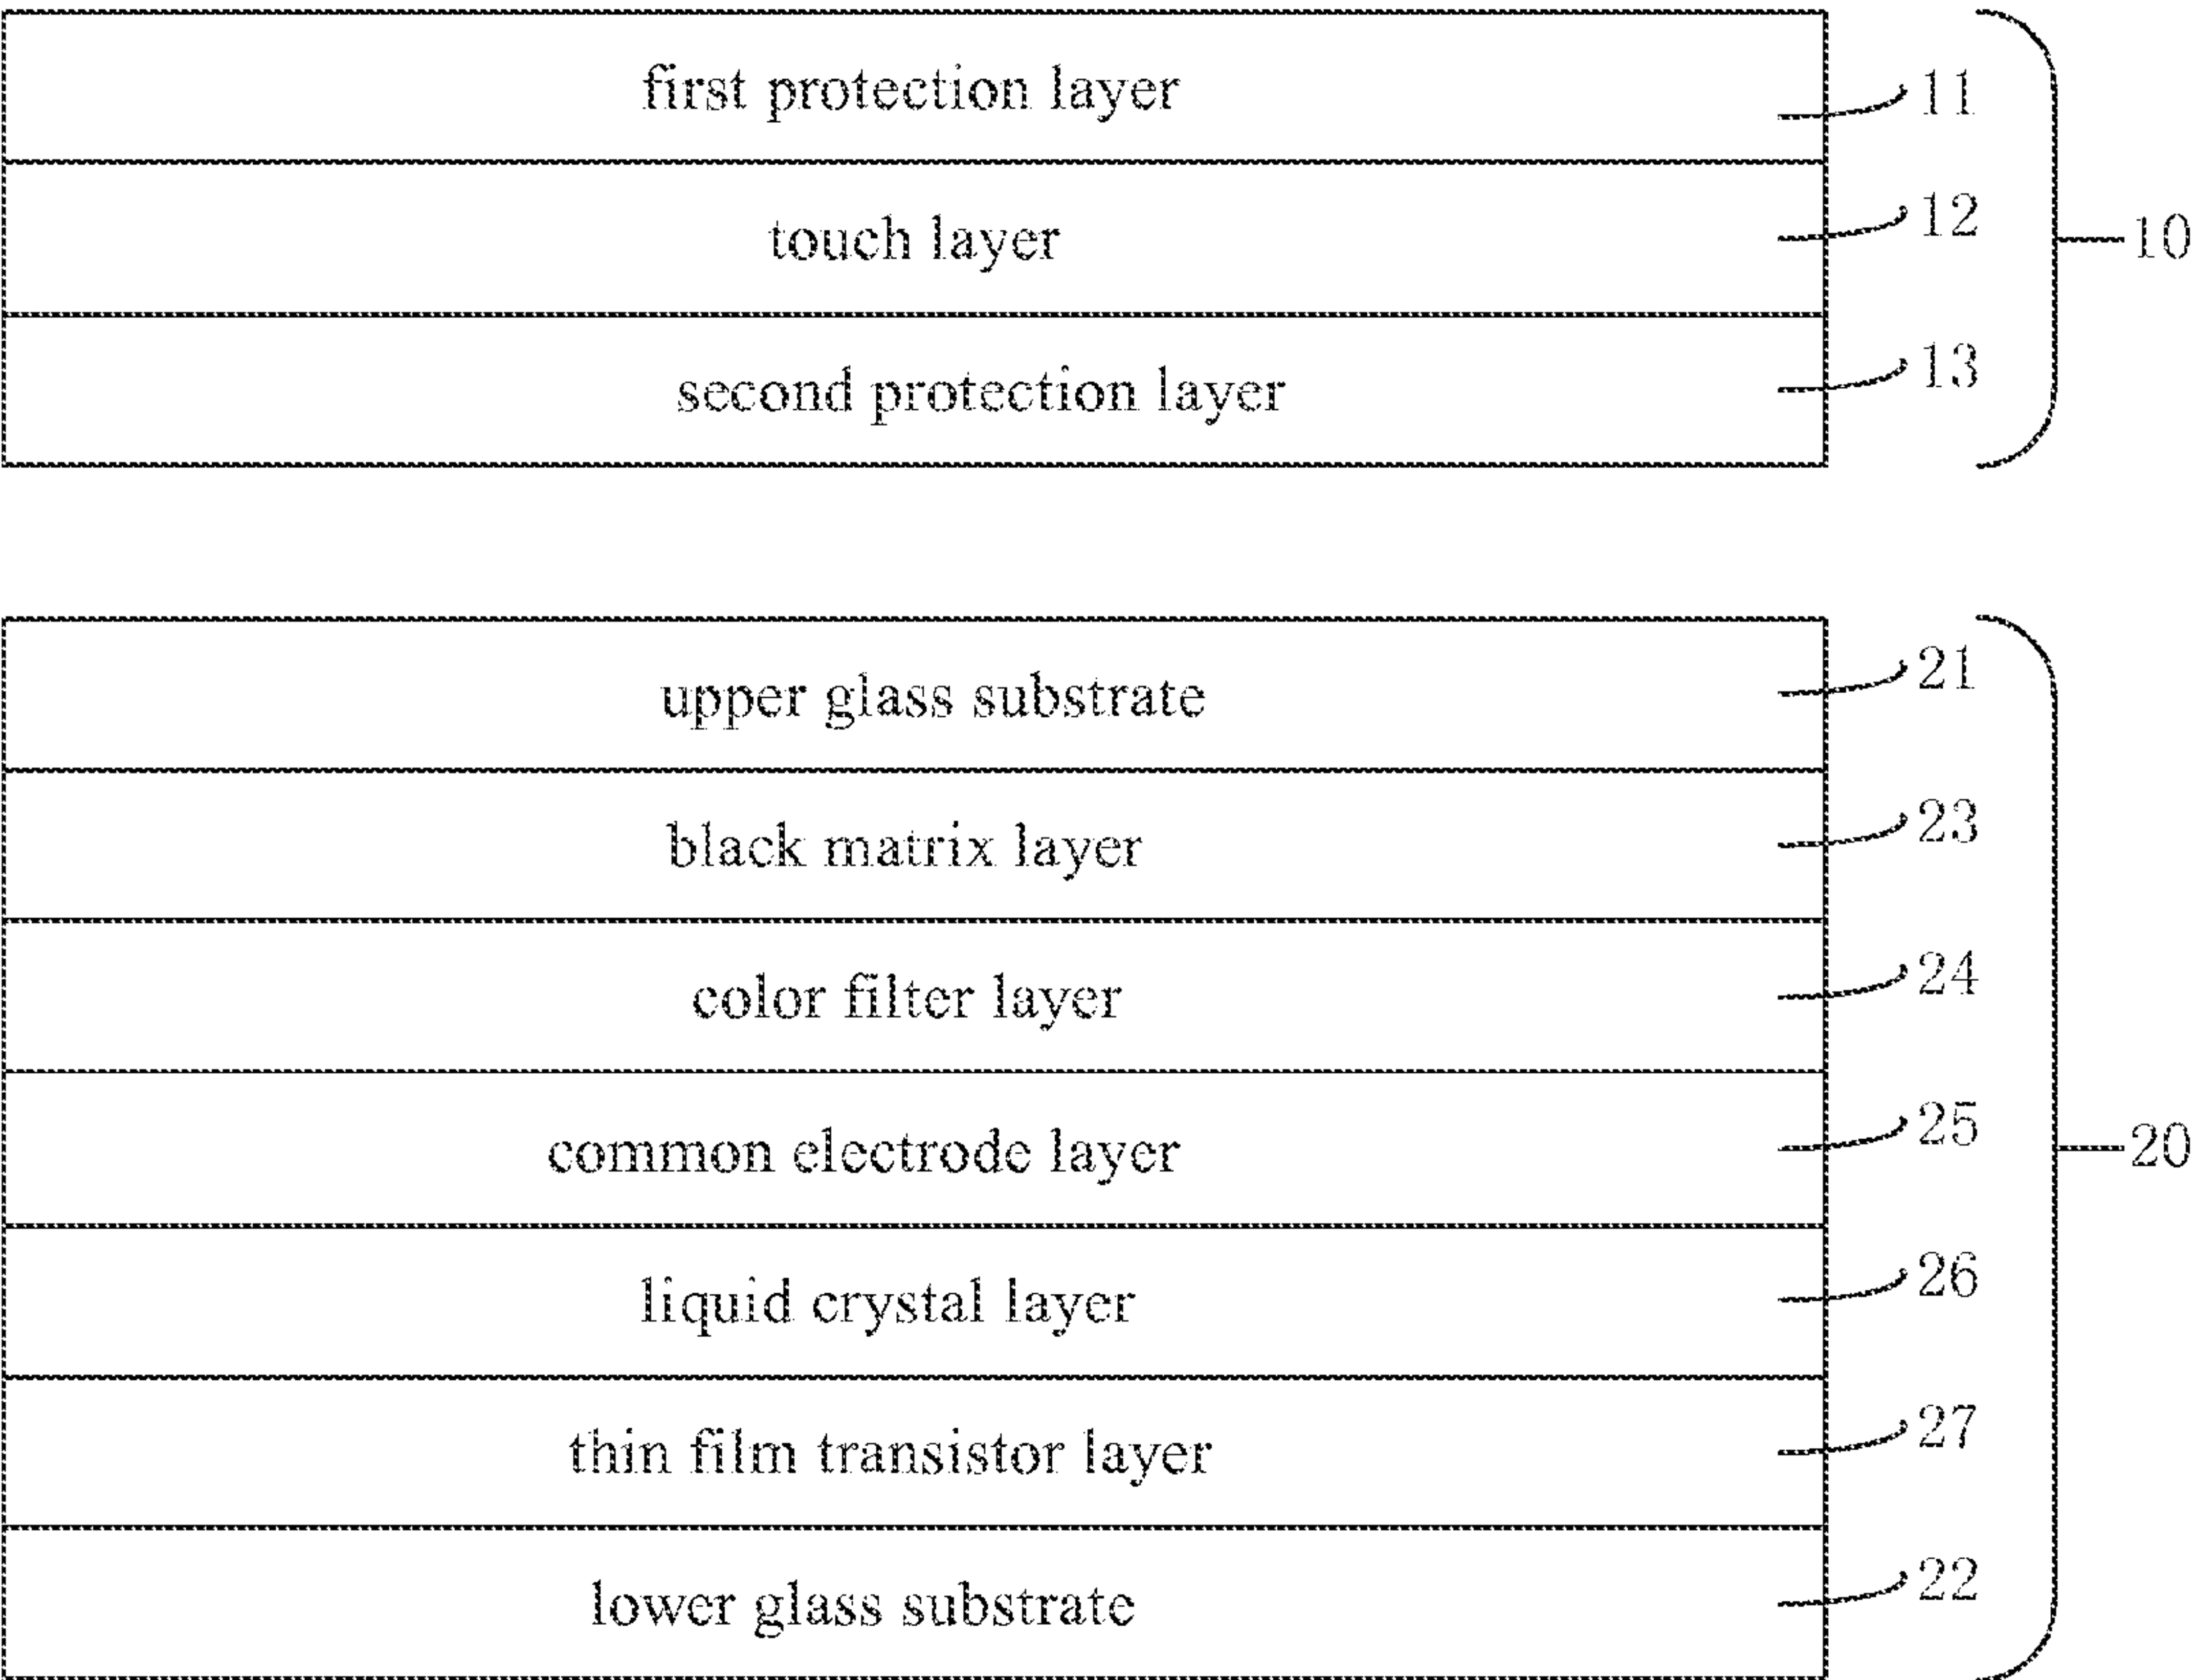 first protection layer 11
touch layer 12
10
second protection layer 13
upper glass substrate 21
black matrix layer 23
color filter layer 24
common electrode layer 25
20
liquid crystal layer 26
thin film transistor layer 27
lower glass substrate 22